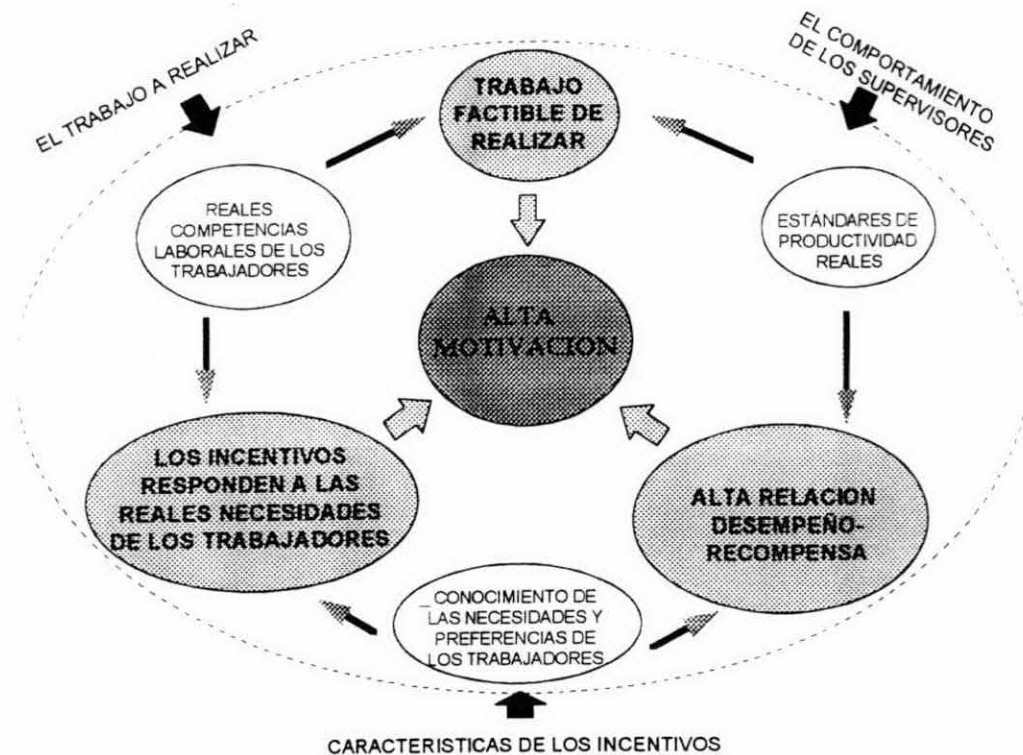 EL TRABAJO A REALIZAR
EL COMPORTAMIENTO
DE LOS SUPERVISORES
TRABAJO
FACTIBLE DE
REALIZAR
REALES
COMPETENCIAS
LABORALES DE LOS
TRABAJADORES
ESTÁNDARES DE
PRODUCTIVIDAD
REALES
ALTA
MOTIVACION
LOS INCENTIVOS
RESPONDEN A LAS
REALES NECESIDADES
DE LOS TRABAJADORES
ALTA RELACION
DESEMPEÑO-
RECOMPENSA
CONOCIMIENTO DE
LAS NECESIDADES Y
PREFERENCIAS DE
LOS TRABAJADORES
CARACTERISTICAS DE LOS INCENTIVOS